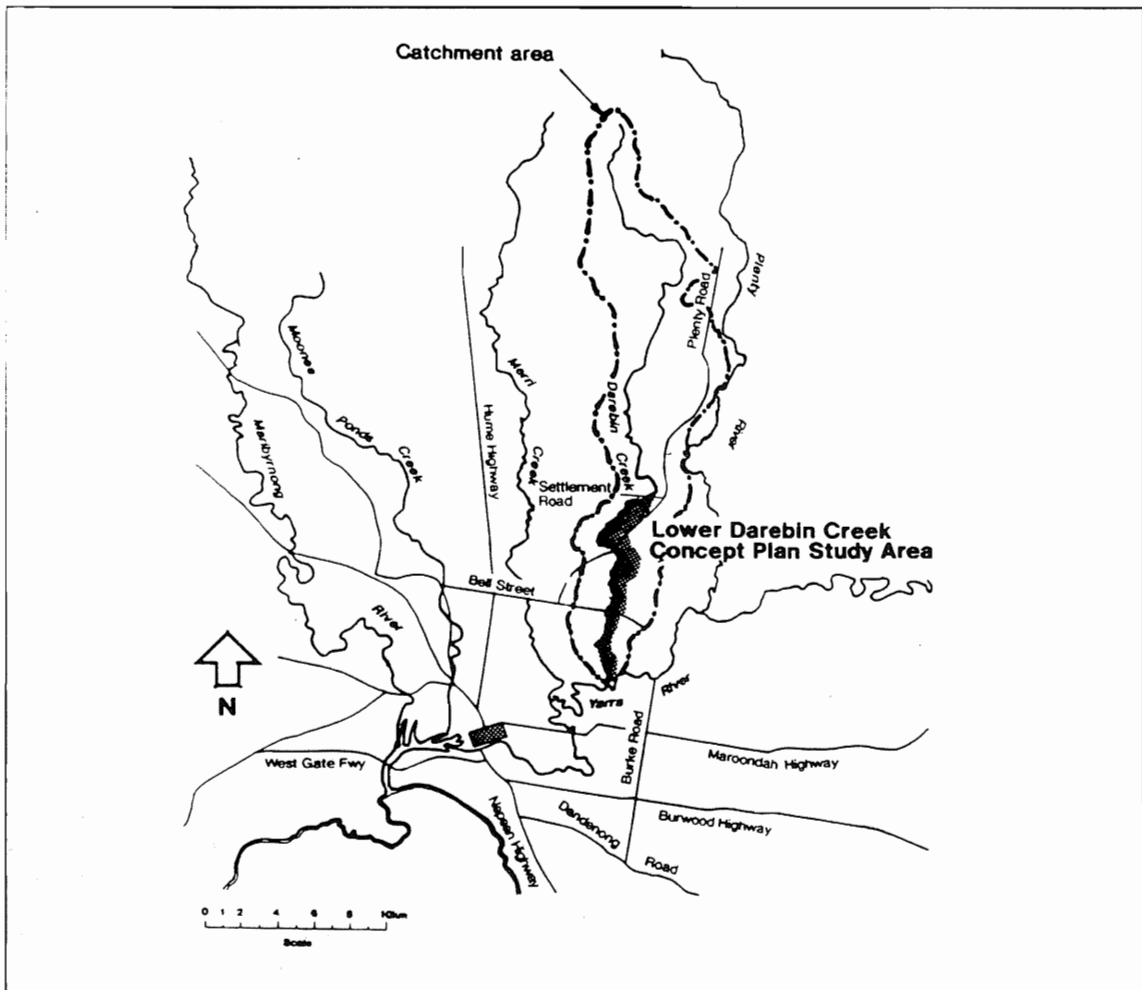 Catchment area
Plenty
Plenty Road
River
Moonee
Ponds
Creek
Maribyrnong
River
Hume Highway
Merri
Creek
Darebin
Creek
Settlement
Road
Lower Darebin Creek
Concept Plan Study Area
Bell Street
N
Yarra
River
Burke Road
Maroondah Highway
West Gate Fwy
Burwood Highway
Nepean Highway
Dandenong
Road
0 1 2 4 6 8 10km
Scale